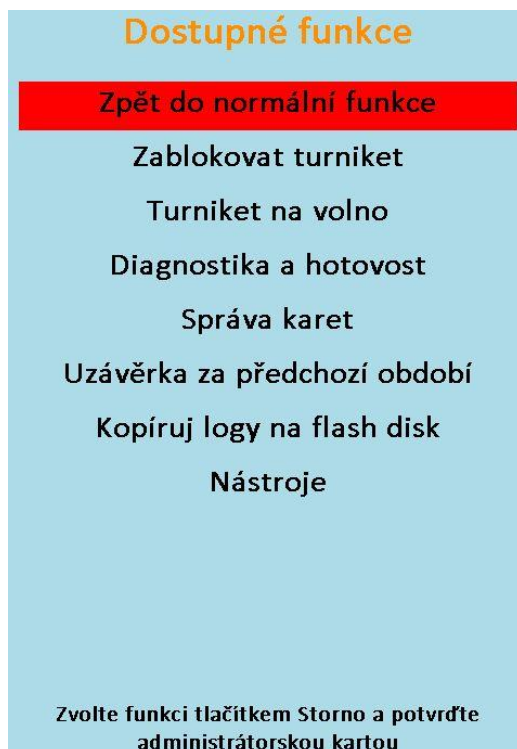 Dostupné funkce
Zpět do normální funkce
Zablokovat turniket
Turniket na volno
Diagnostika a hotovost
Správa karet
Uzávěrka za předchozí období
Kopíruj logy na flash disk
Nástroje
Zvolte funkci tlačítkem Storno a potvrďte
administrátorskou kartou